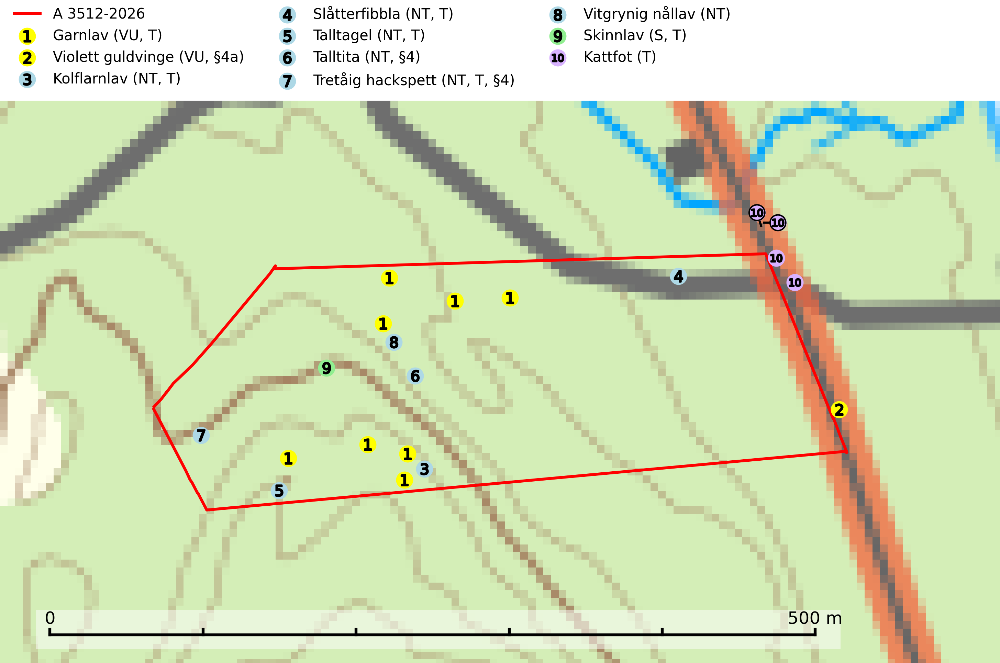 A 3512-2026
1 Garnlav (VU, T)
2 Violett guldvinge (VU, §4a)
3 Kolflarnlav (NT, T)
4 Slåtterfibbla (NT, T)
5 Talltagel (NT, T)
6 Talltita (NT, §4)
7 Tretåig hackspett (NT, T, §4)
8 Vitgrynig nållav (NT)
9 Skinnlav (S, T)
10 Kattfot (T)
10
10
10
1
4
10
1
1
1
8
9
6
2
7
1
1
1
3
1
5
0
500 m